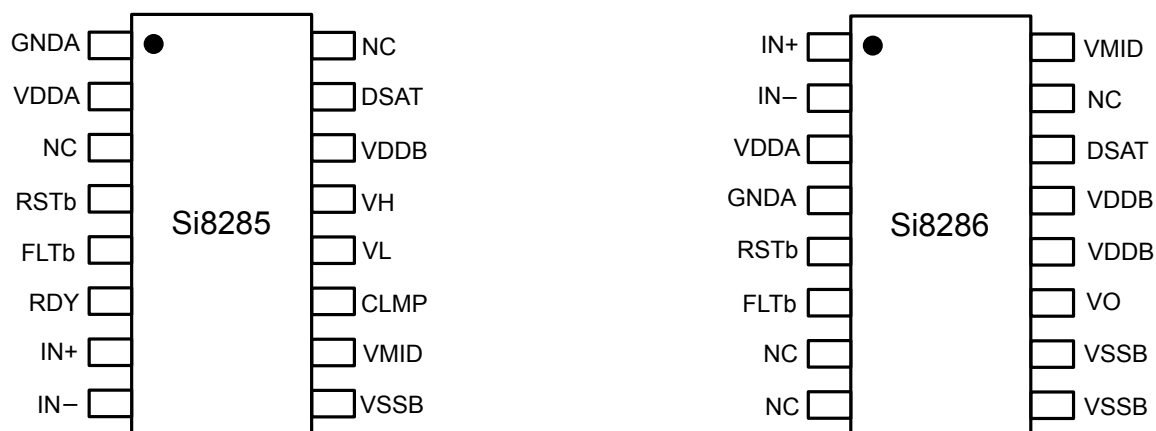 GNDA
VDDA
NC
RSTb
FLTb
RDY
IN+
IN–
Si8285
NC
DSAT
VDDB
VH
VL
CLMP
VMID
VSSB
IN+
IN–
VDDA
GNDA
RSTb
FLTb
NC
NC
Si8286
VMID
NC
DSAT
VDDB
VDDB
VO
VSSB
VSSB